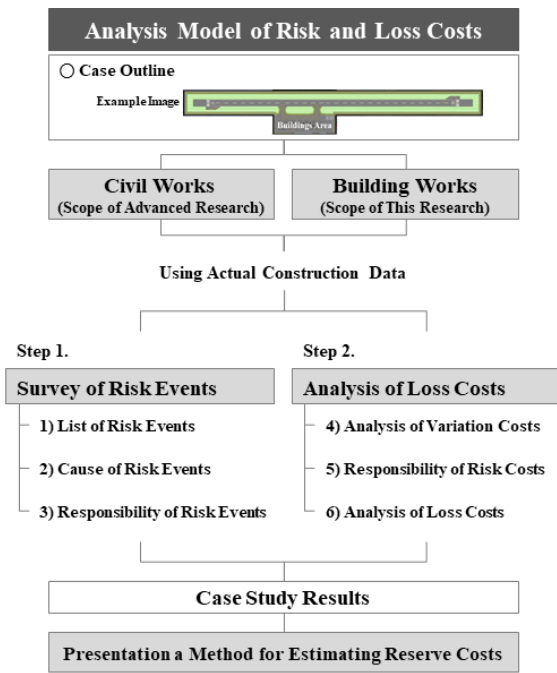 Analysis Model of Risk and Loss Costs
○ Case Outline
Example Image
Buildings Area
Civil Works
(Scope of Advanced Research)
Building Works
(Scope of This Research)
Using Actual Construction Data
Step 1.
Survey of Risk Events
1) List of Risk Events
2) Cause of Risk Events
3) Responsibility of Risk Events
Step 2.
Analysis of Loss Costs
4) Analysis of Variation Costs
5) Responsibility of Risk Costs
6) Analysis of Loss Costs
Case Study Results
Presentation a Method for Estimating Reserve Costs